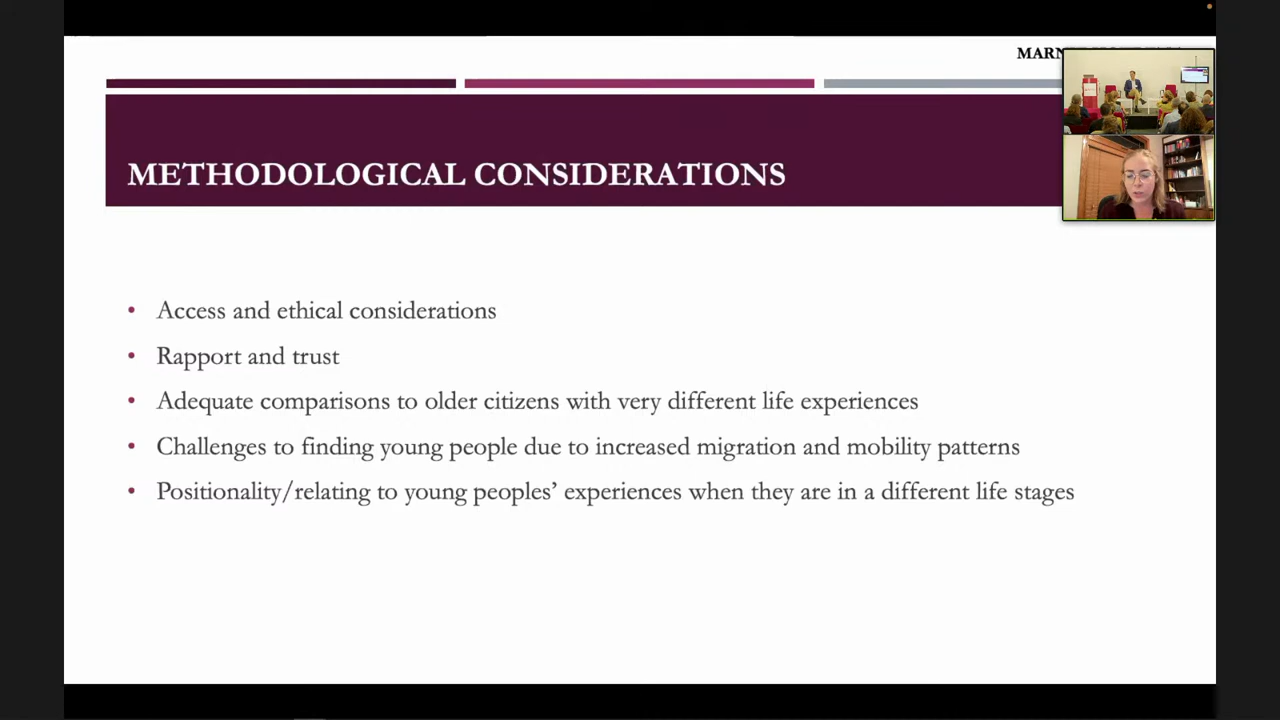 METHODOLOGICAL CONSIDERATIONS
• Access and ethical considerations
• Rapport and trust
• Adequate comparisons to older citizens with very different life experiences
• Challenges to finding young people due to increased migration and mobility patterns
• Positionality/relating to young peoples’ experiences when they are in a different life stages